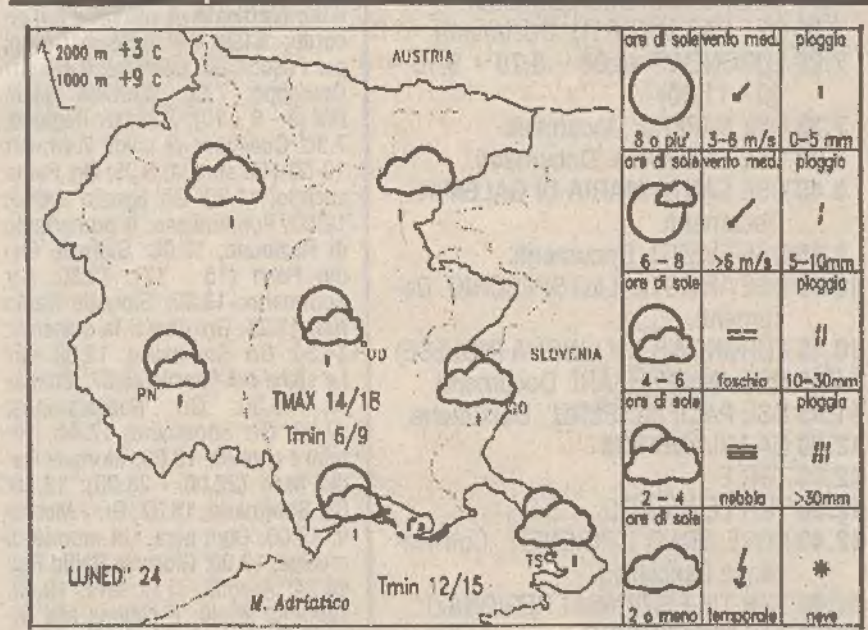 2000 m +3 c
1000 m +9 c
AUSTRIA
SLOVENIA
UD
PN
GO
TMAX 14/18
Tmin 6/9
TS
Tmin 12/15
LUNED. 24
M. Adriatico
ore di sole vento med. pioggia
8 o piu' 3-6 m/s 0-5 mm
ore di sole vento med. pioggia
6 - 8 >6 m/s 5-10mm
ore di sole pioggia
4 - 6 foschia 10-30mm
ore di sole pioggia
2 - 4 nebbia >30mm
ore di sole
2 o meno temporale neve